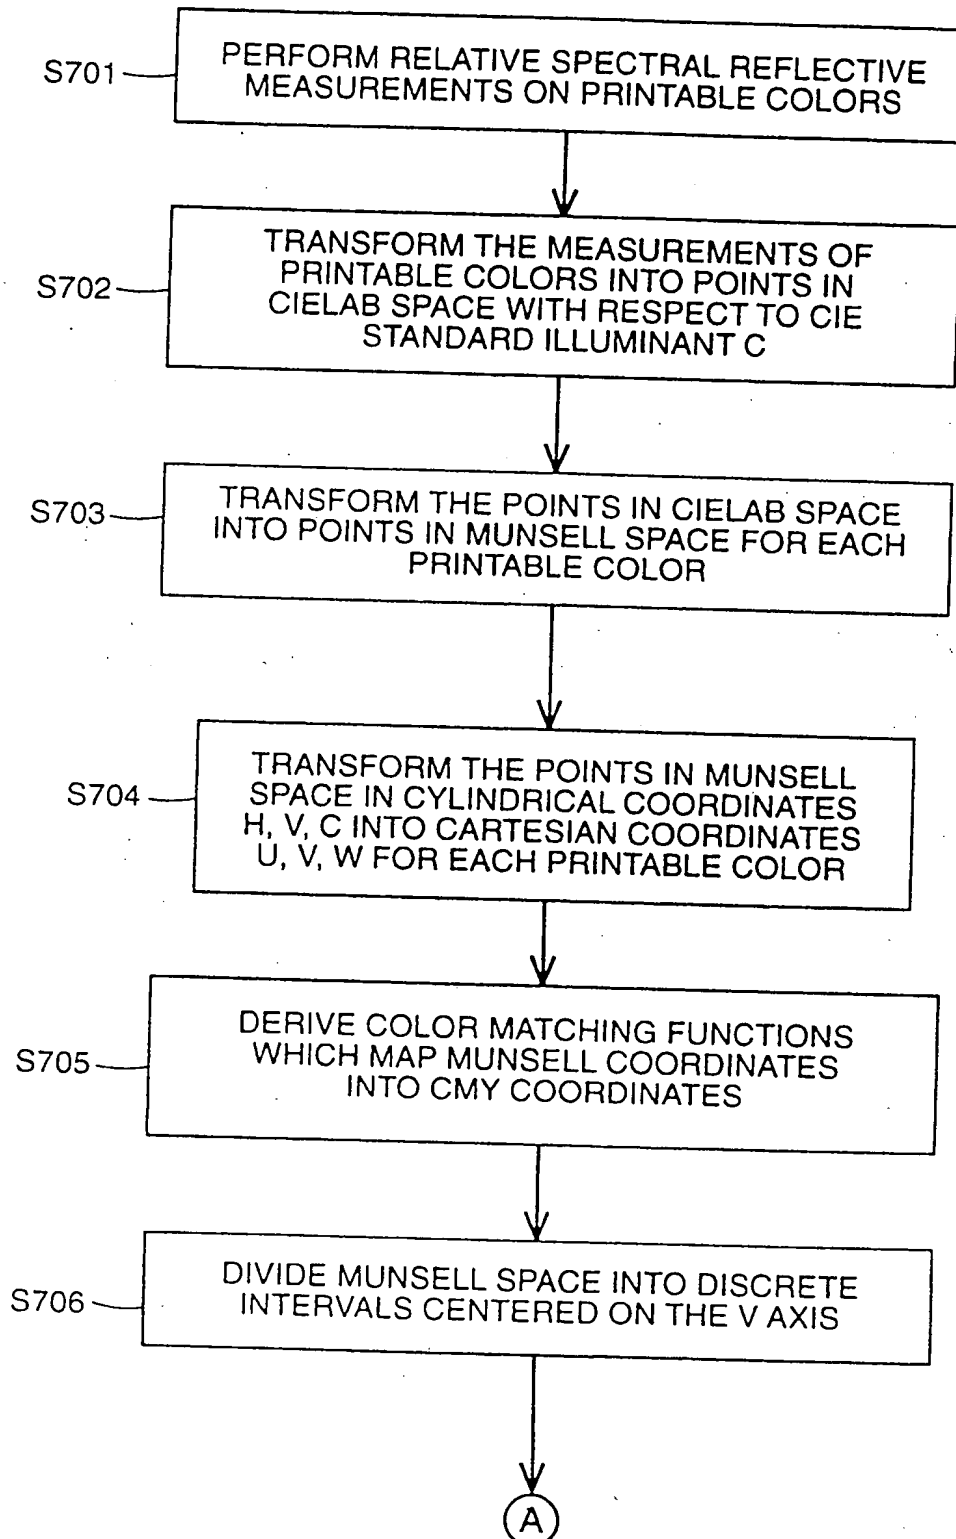 S701
PERFORM RELATIVE SPECTRAL REFLECTIVE
MEASUREMENTS ON PRINTABLE COLORS
S702
TRANSFORM THE MEASUREMENTS OF
PRINTABLE COLORS INTO POINTS IN
CIELAB SPACE WITH RESPECT TO CIE
STANDARD ILLUMINANT C
S703
TRANSFORM THE POINTS IN CIELAB SPACE
INTO POINTS IN MUNSELL SPACE FOR EACH
PRINTABLE COLOR
S704
TRANSFORM THE POINTS IN MUNSELL
SPACE IN CYLINDRICAL COORDINATES
H, V, C INTO CARTESIAN COORDINATES
U, V, W FOR EACH PRINTABLE COLOR
S705
DERIVE COLOR MATCHING FUNCTIONS
WHICH MAP MUNSELL COORDINATES
INTO CMY COORDINATES
S706
DIVIDE MUNSELL SPACE INTO DISCRETE
INTERVALS CENTERED ON THE V AXIS
A